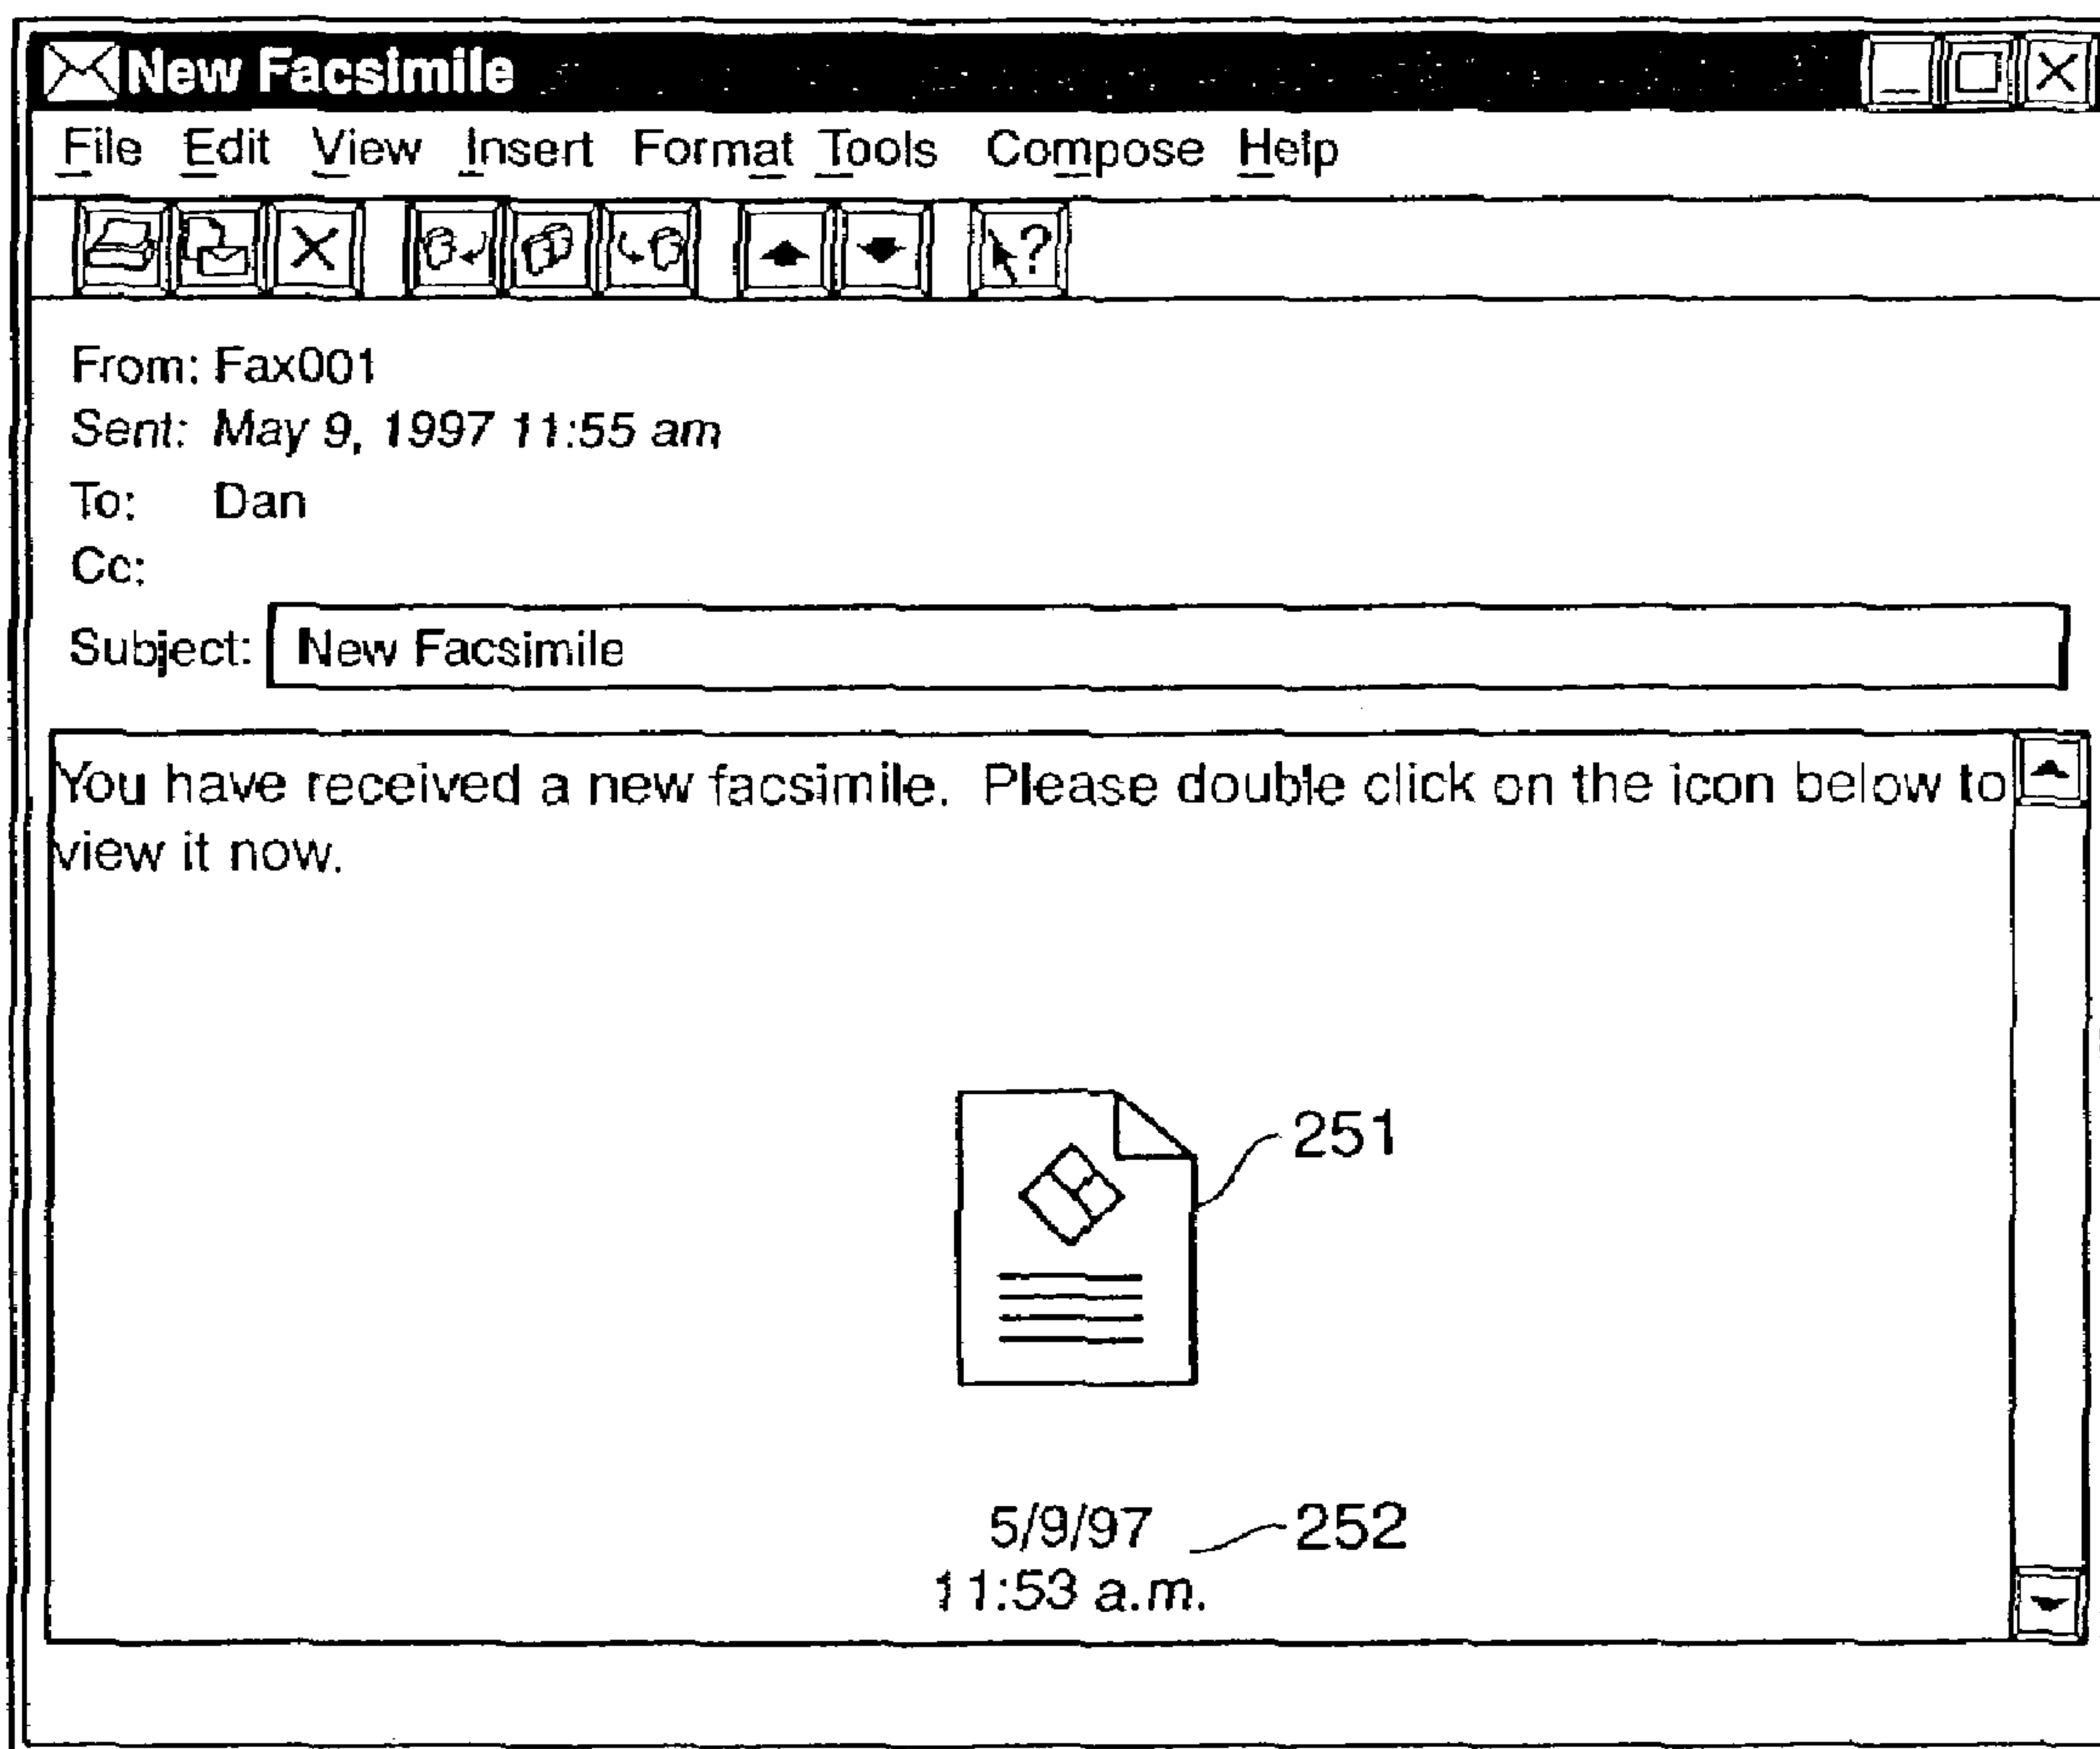 New Facsimile
File Edit View Insert Format Tools Compose Help
From: Fax001
Sent: May 9, 1997 11:55 am
To: Dan
Cc:
Subject: New Facsimile
You have received a new facsimile. Please double click on the icon below to
view it now.
251
5/9/97 252
11:53 a.m.